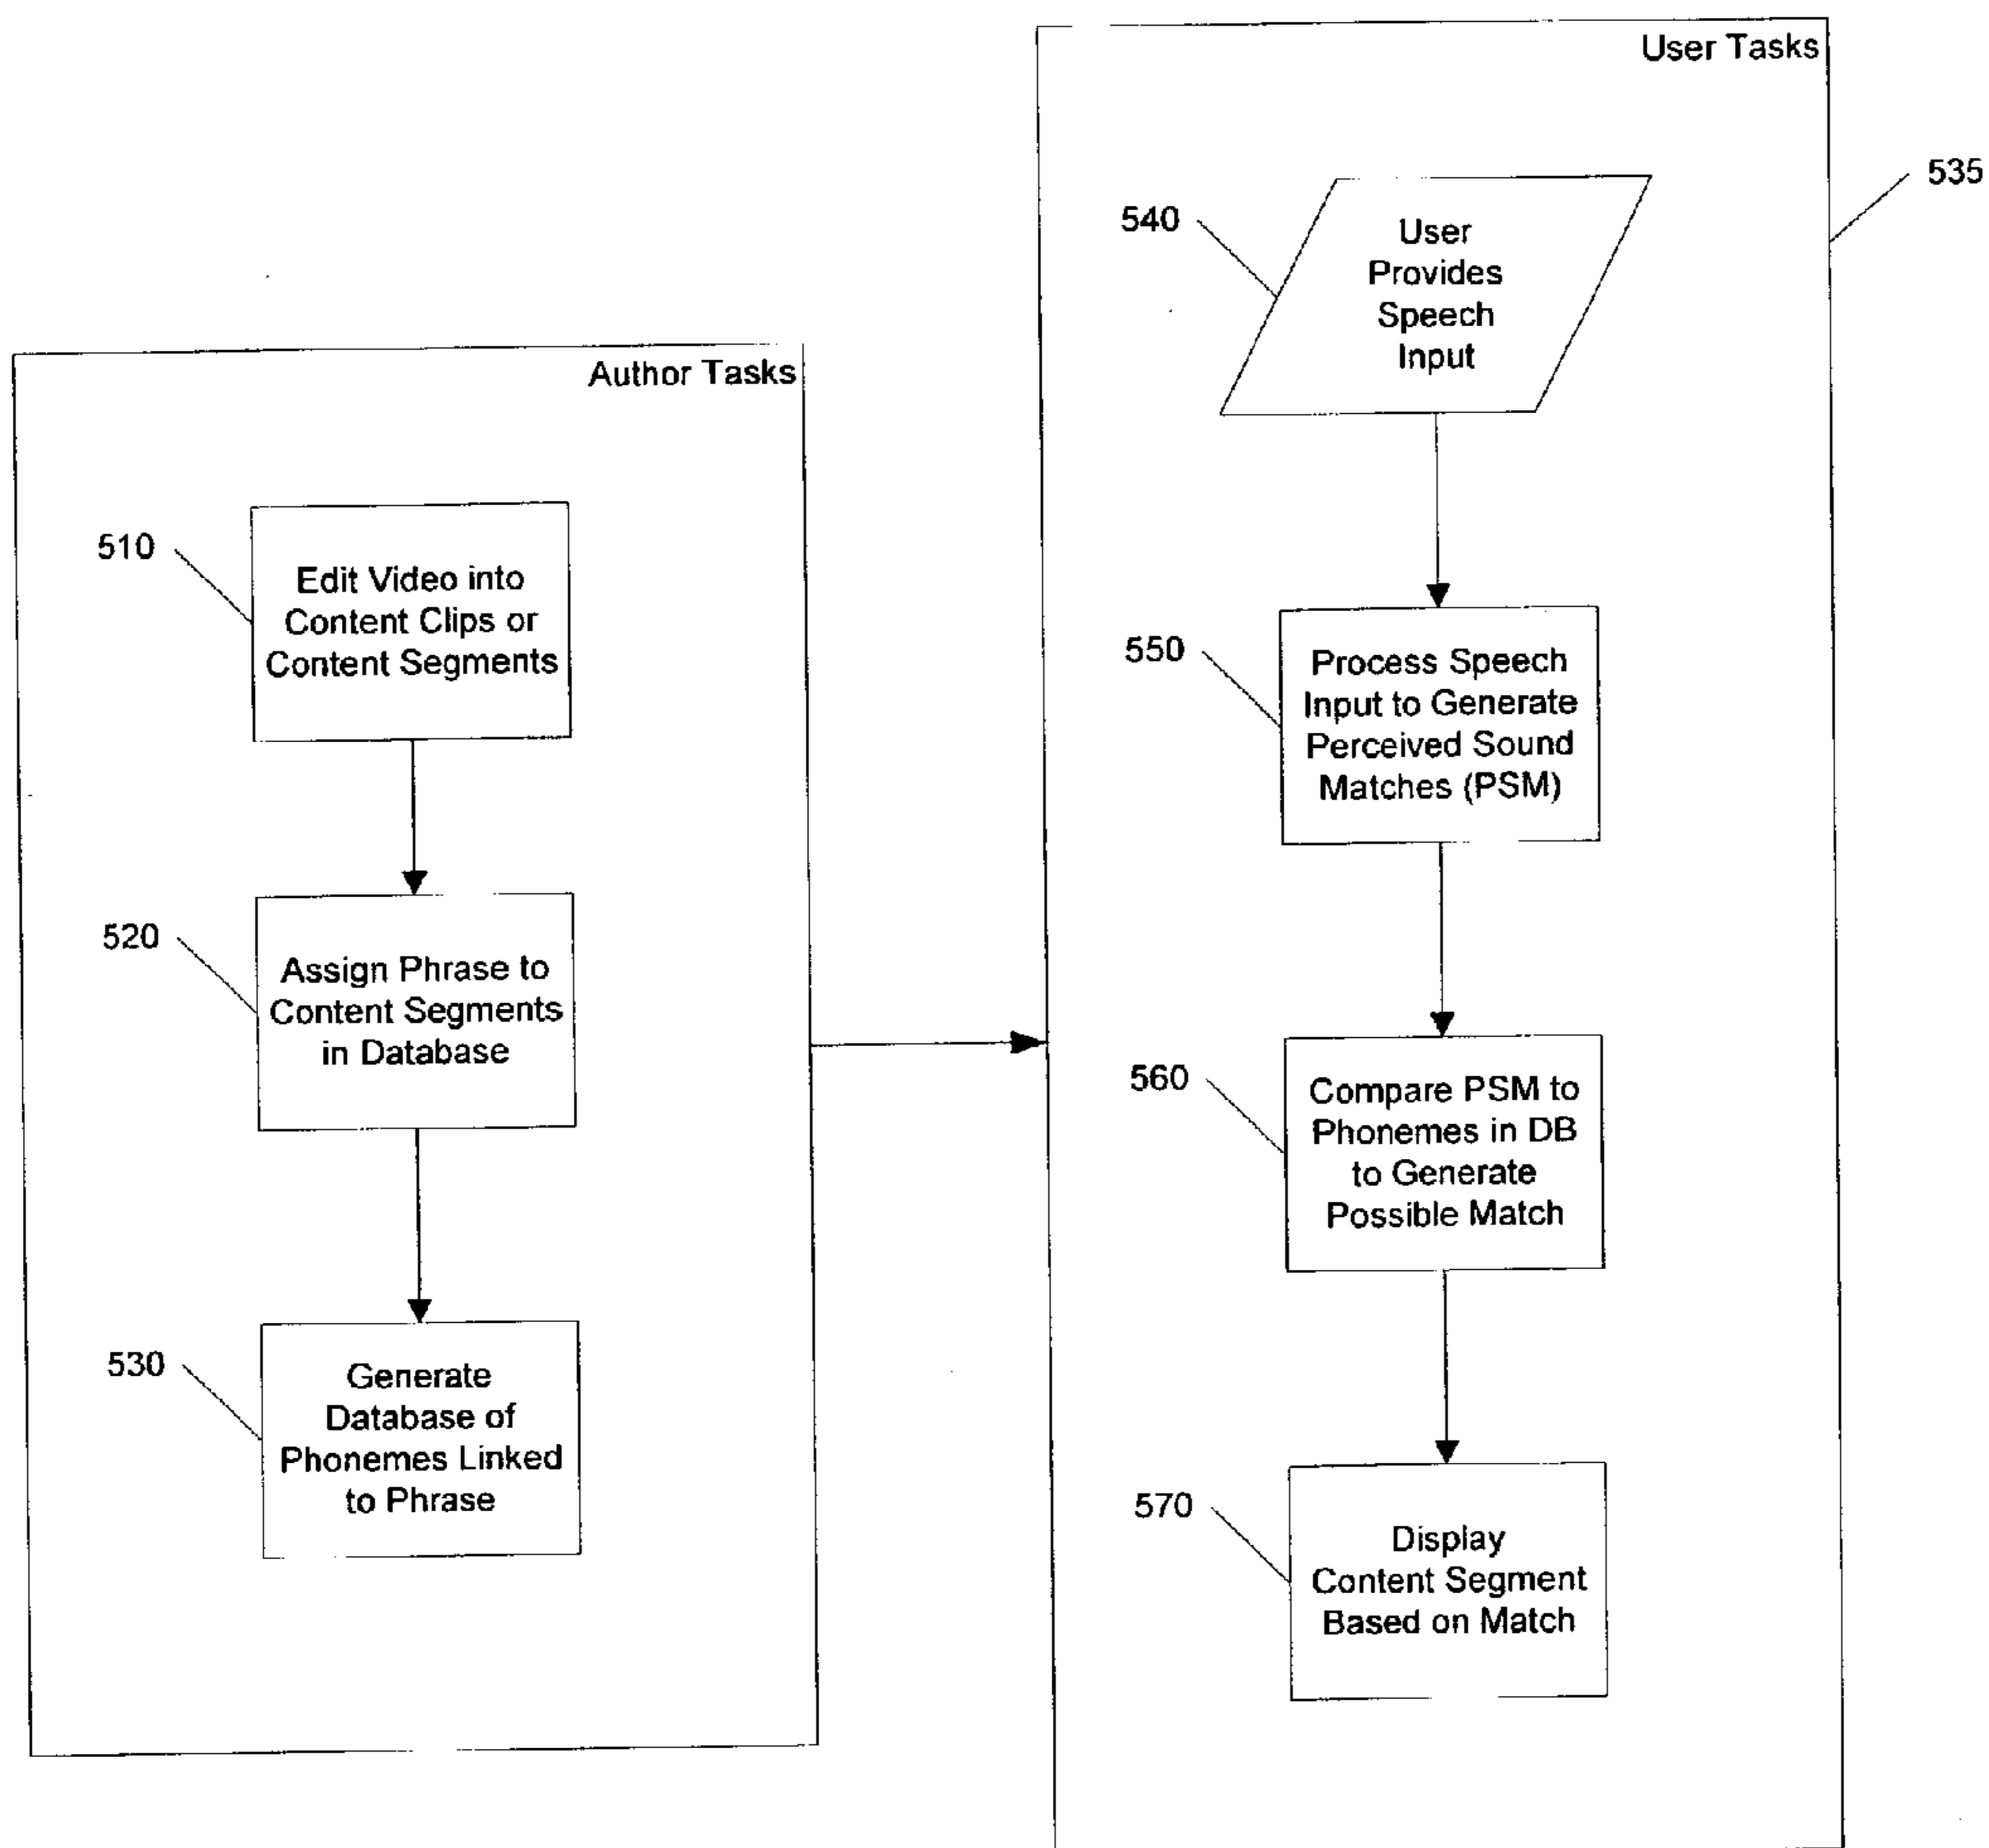 Author Tasks
510
Edit Video into
Content Clips or
Content Segments
520
Assign Phrase to
Content Segments
in Database
530
Generate
Database of
Phonemes Linked
to Phrase
User Tasks
535
540
User
Provides
Speech
Input
550
Process Speech
Input to Generate
Perceived Sound
Matches (PSM)
560
Compare PSM to
Phonemes in DB
to Generate
Possible Match
570
Display
Content Segment
Based on Match